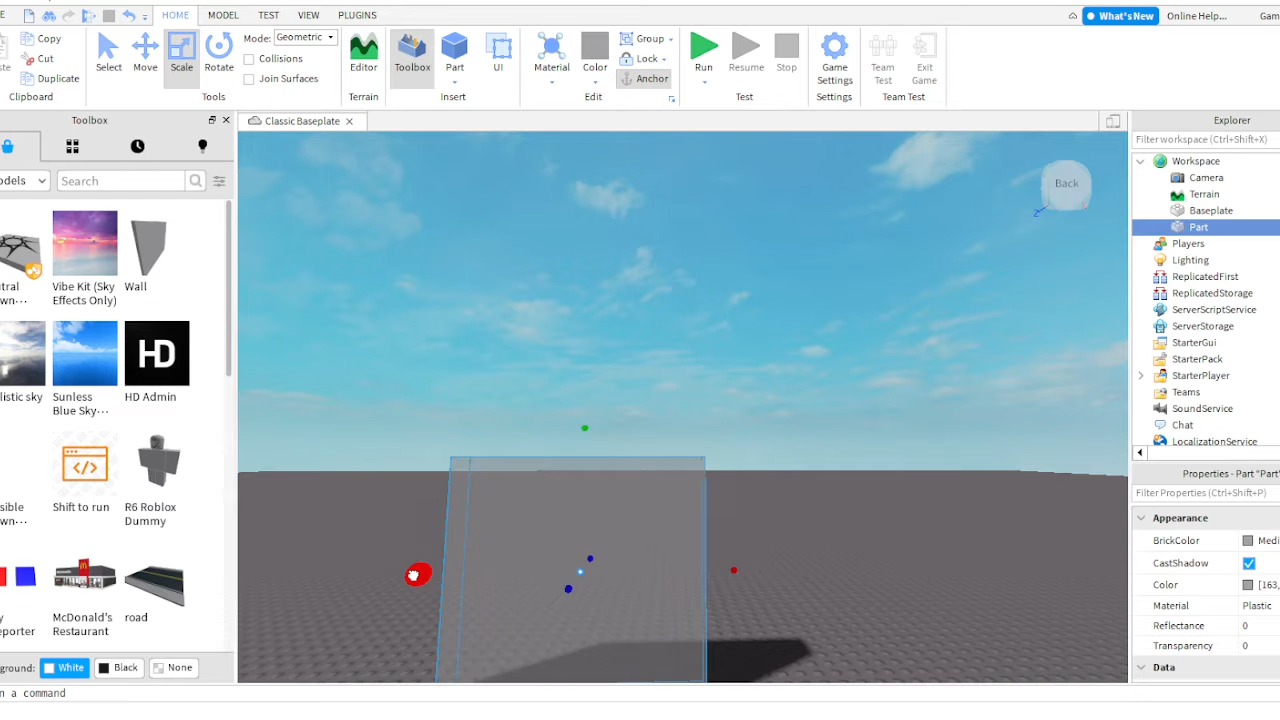 HOME MODEL TEST VIEW PLUGINS What's New Online Help...
Copy
Cut
Duplicate
Clipboard
Select Move Scale Rotate
Mode: Geometric
Collisions
Join Surfaces
Tools
Editor
Terrain
Toolbox Part UI
Insert
Material Color
Group
Lock
Anchor
Edit
Run Resume Stop
Test
Game
Settings
Settings
Team
Test
Exit
Game
Team Test
Toolbox
Classic Baseplate
Search
Vibe Kit (Sky
Effects Only)
Wall
Sunless
Blue Sky...
HD
HD Admin
Shift to run
R6 Roblox
Dummy
McDonald's
Restaurant
road
White Black None
Back
Z
Explorer
Filter workspace (Ctrl+Shift+X)
Workspace
Camera
Terrain
Baseplate
Part
Players
Lighting
ReplicatedFirst
ReplicatedStorage
ServerScriptService
ServerStorage
StarterGui
StarterPack
StarterPlayer
Teams
SoundService
Chat
LocalizationService
Properties - Part "Part"
Filter Properties (Ctrl+Shift+P)
Appearance
BrickColor Medi
CastShadow
Color [163,
Material Plastic
Reflectance 0
Transparency 0
Data
n a command